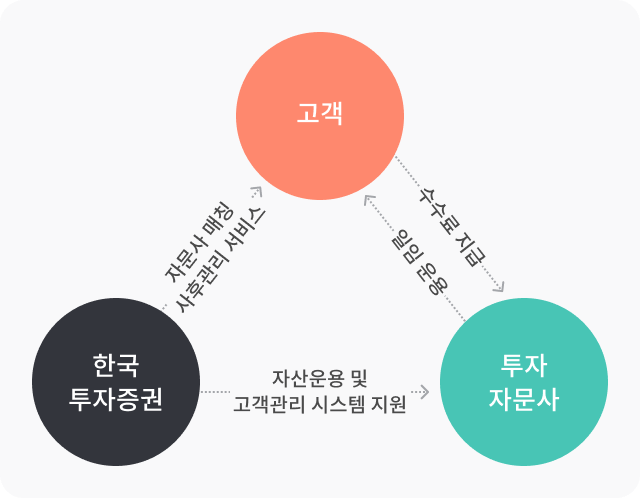 고객
자문사 매칭
사후관리 서비스
수수료 지급
일임 운용
한국
투자증권
자산운용 및
고객관리 시스템 지원
투자
자문사